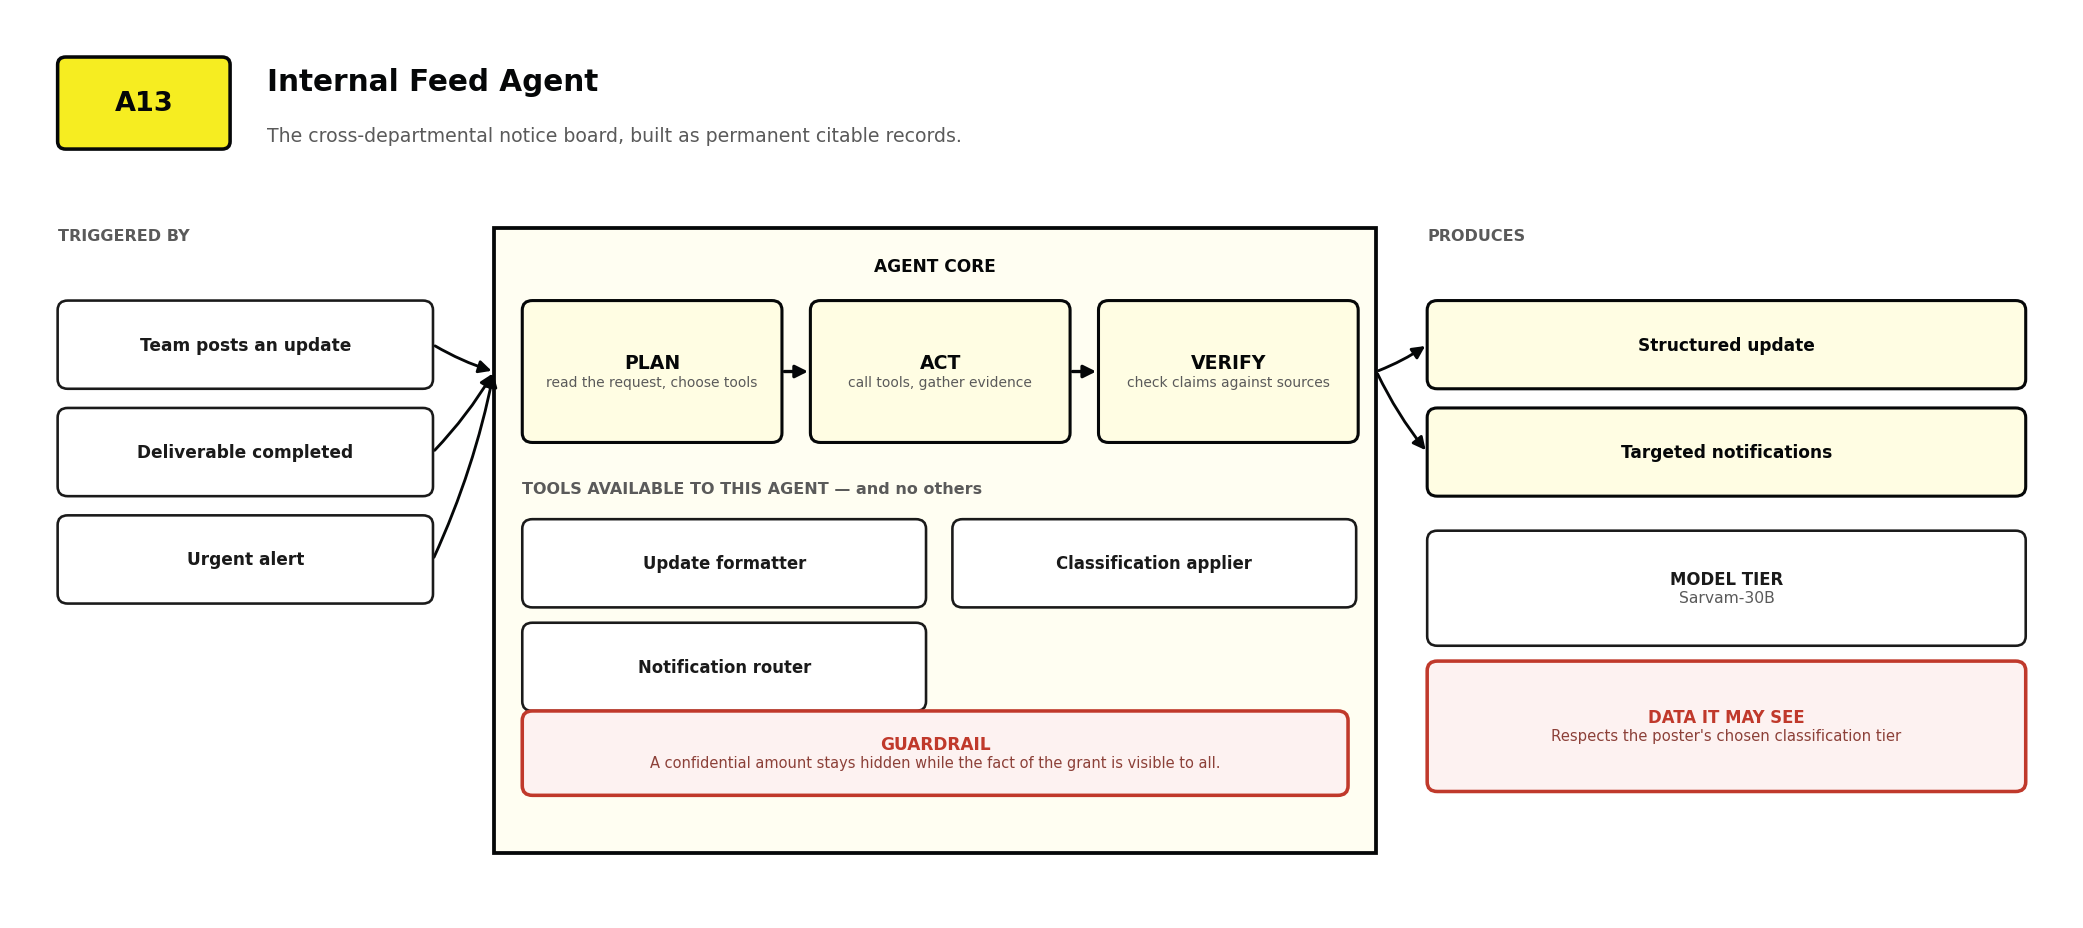 A13
Internal Feed Agent
The cross-departmental notice board, built as permanent citable records.
TRIGGERED BY
Team posts an update
Deliverable completed
Urgent alert
AGENT CORE
PLAN
read the request, choose tools
ACT
call tools, gather evidence
VERIFY
check claims against sources
TOOLS AVAILABLE TO THIS AGENT — and no others
Update formatter
Classification applier
Notification router
GUARDRAIL
A confidential amount stays hidden while the fact of the grant is visible to all.
PRODUCES
Structured update
Targeted notifications
MODEL TIER
Sarvam-30B
DATA IT MAY SEE
Respects the poster's chosen classification tier